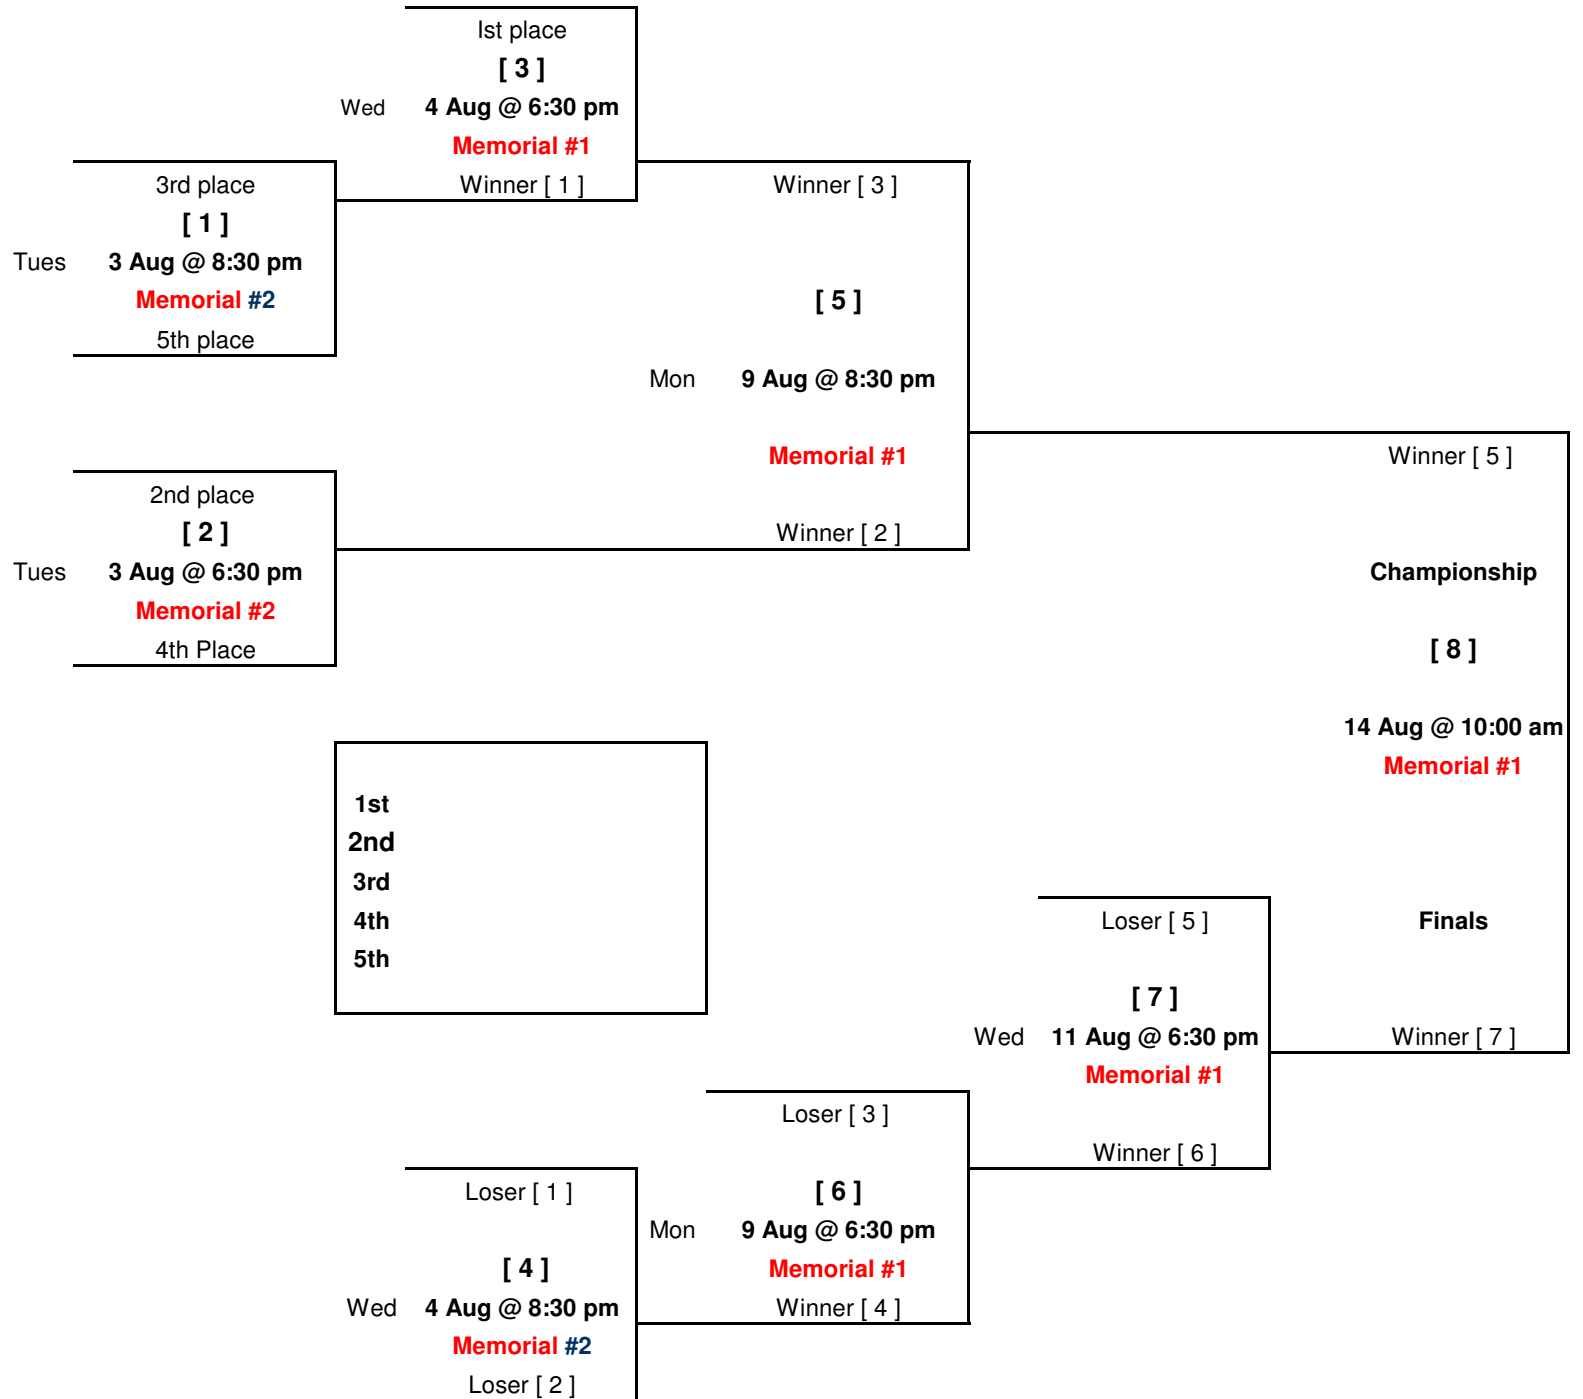 Ist place
[ 3 ]
Wed 4 Aug @ 6:30 pm
Memorial #1
Winner [ 1 ]
3rd place
[ 1 ]
Tues 3 Aug @ 8:30 pm
Memorial #2
5th place
Winner [ 3 ]
[ 5 ]
Mon 9 Aug @ 8:30 pm
Memorial #1
Winner [ 2 ]
2nd place
[ 2 ]
Tues 3 Aug @ 6:30 pm
Memorial #2
4th Place
Winner [ 5 ]
Championship
[ 8 ]
14 Aug @ 10:00 am
Memorial #1
Finals
Winner [ 7 ]
1st
2nd
3rd
4th
5th
Loser [ 5 ]
[ 7 ]
Wed 11 Aug @ 6:30 pm
Memorial #1
Winner [ 6 ]
Loser [ 3 ]
[ 6 ]
Mon 9 Aug @ 6:30 pm
Memorial #1
Winner [ 4 ]
Loser [ 1 ]
[ 4 ]
Wed 4 Aug @ 8:30 pm
Memorial #2
Loser [ 2 ]